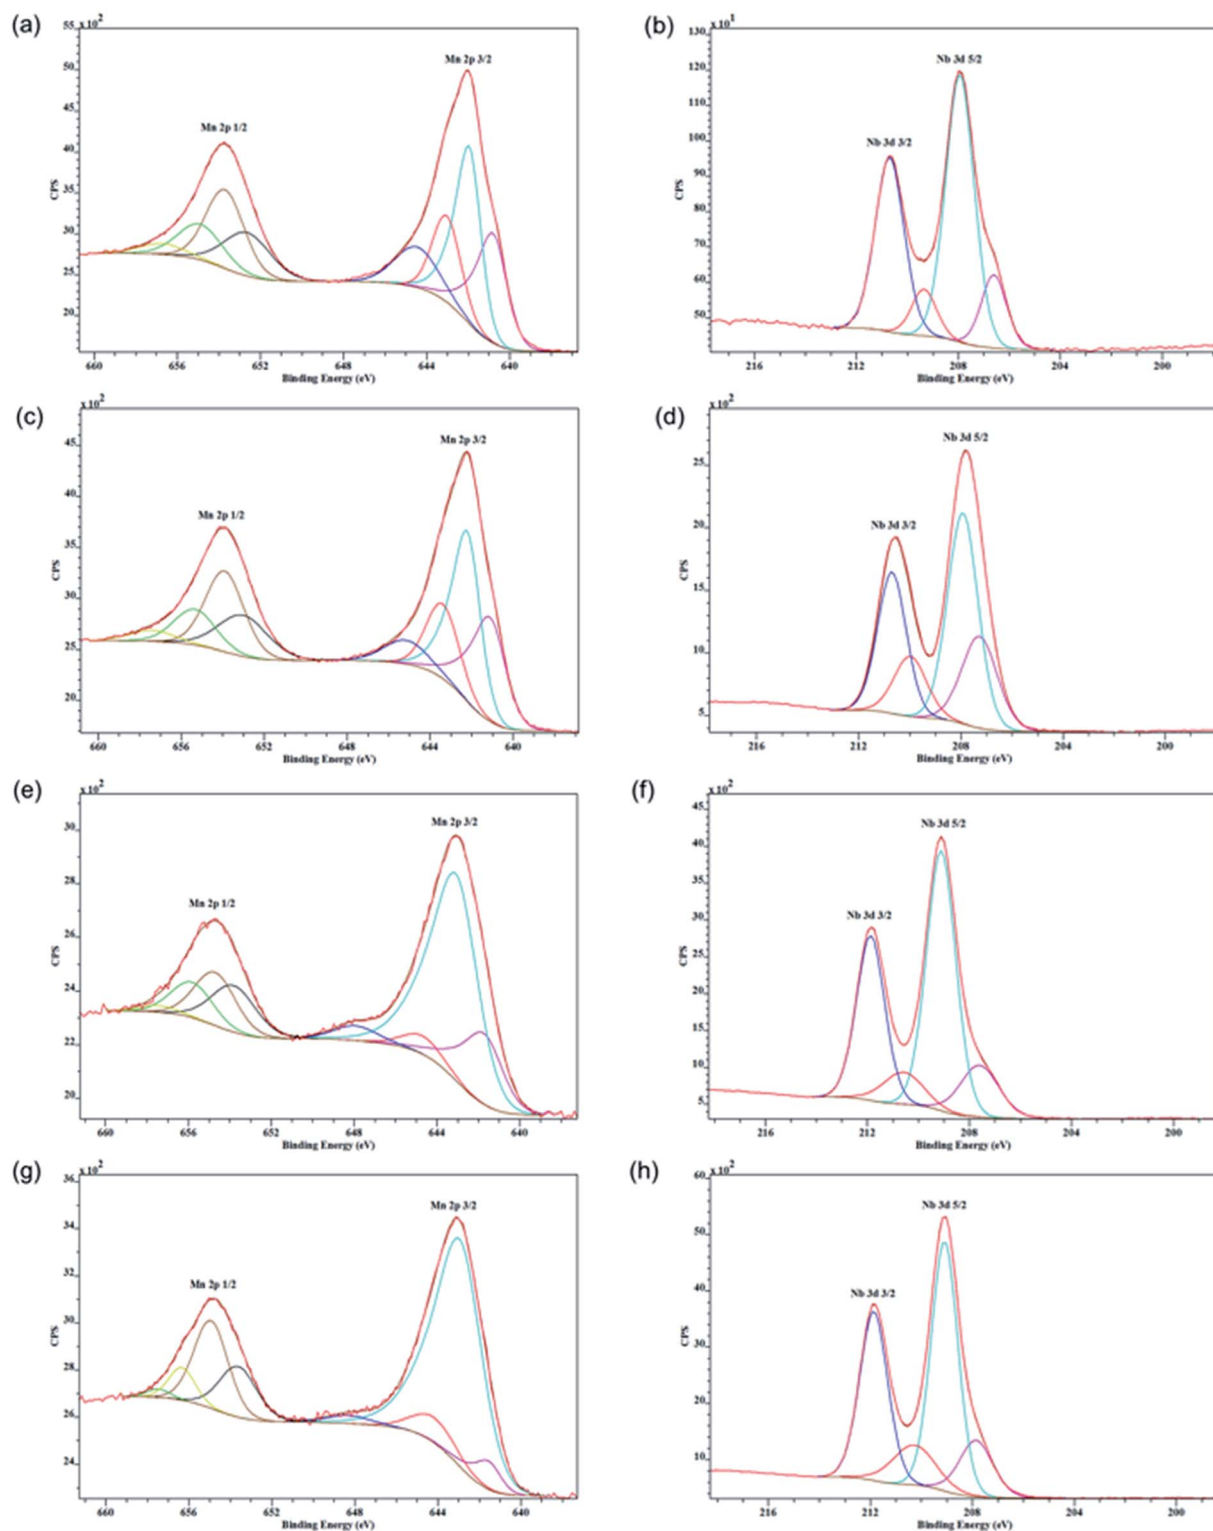 (a)
x 10²
55
50
45
40
35
30
25
20
CPS
Mn 2p 1/2
Mn 2p 3/2
660
656
652
648
644
640
Binding Energy (eV)
(b)
x 10¹
130
120
110
100
90
80
70
60
50
CPS
Nb 3d 3/2
Nb 3d 5/2
216
212
208
204
200
Binding Energy (eV)
(c)
x 10²
45
40
35
30
25
20
CPS
Mn 2p 1/2
Mn 2p 3/2
660
656
652
648
644
640
Binding Energy (eV)
(d)
x 10²
25
20
15
10
5
CPS
Nb 3d 3/2
Nb 3d 5/2
216
212
208
204
200
Binding Energy (eV)
(e)
x 10²
30
28
26
24
22
20
CPS
Mn 2p 1/2
Mn 2p 3/2
660
656
652
648
644
640
Binding Energy (eV)
(f)
x 10²
45
40
35
30
25
20
15
10
5
CPS
Nb 3d 3/2
Nb 3d 5/2
216
212
208
204
200
Binding Energy (eV)
(g)
x 10²
36
34
32
30
28
26
24
CPS
Mn 2p 1/2
Mn 2p 3/2
660
656
652
648
644
640
Binding Energy (eV)
(h)
x 10²
60
50
40
30
20
10
CPS
Nb 3d 3/2
Nb 3d 5/2
216
212
208
204
200
Binding Energy (eV)